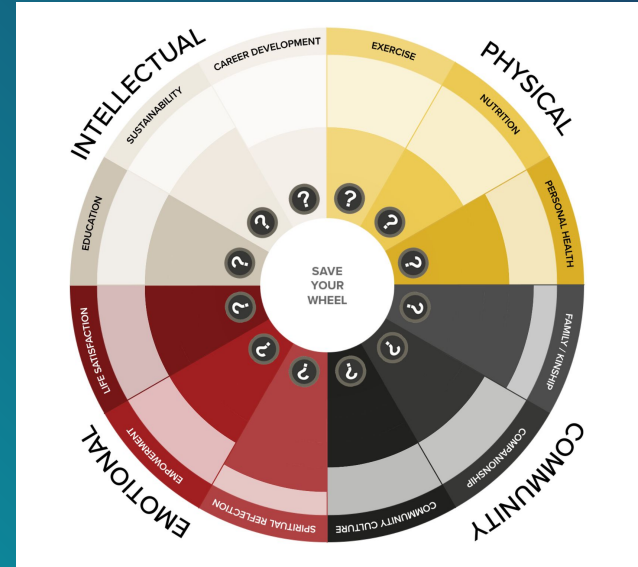 INTELLECTUAL
PHYSICAL
CAREER DEVELOPMENT
EXERCISE
SUSTAINABILITY
NUTRITION
EDUCATION
PERSONAL HEALTH
?
?
?
?
?
?
SAVE
YOUR
WHEEL
?
?
?
?
?
?
LIFE SATISFACTION
FAMILY / KINSHIP
EMPOWERMENT
COMPANIONSHIP
SPIRITUAL REFLECTION
COMMUNITY CULTURE
EMOTIONAL
COMMUNITY